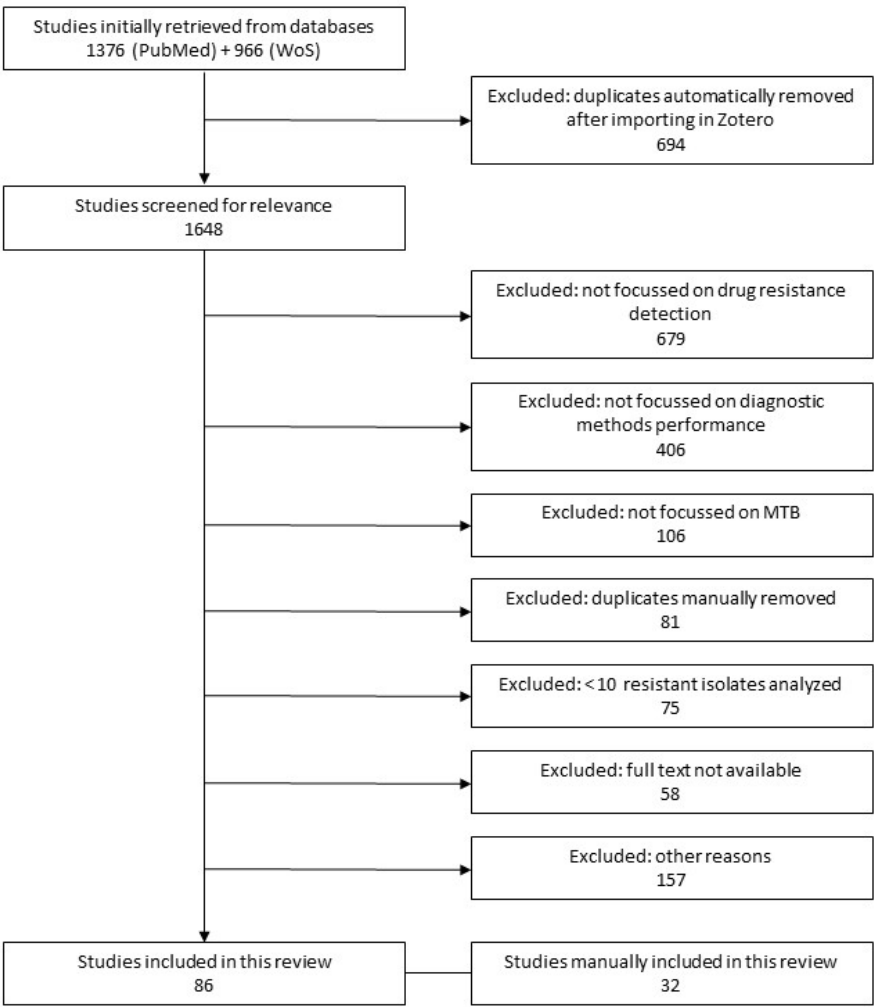 Studies initially retrieved from databases
1376 (PubMed) + 966 (WoS)
Excluded: duplicates automatically removed
after importing in Zotero
694
Studies screened for relevance
1648
Excluded: not focussed on drug resistance
detection
679
Excluded: not focussed on diagnostic
methods performance
406
Excluded: not focussed on MTB
106
Excluded: duplicates manually removed
81
Excluded: <10 resistant isolates analyzed
75
Excluded: full text not available
58
Excluded: other reasons
157
Studies included in this review
86
Studies manually included in this review
32